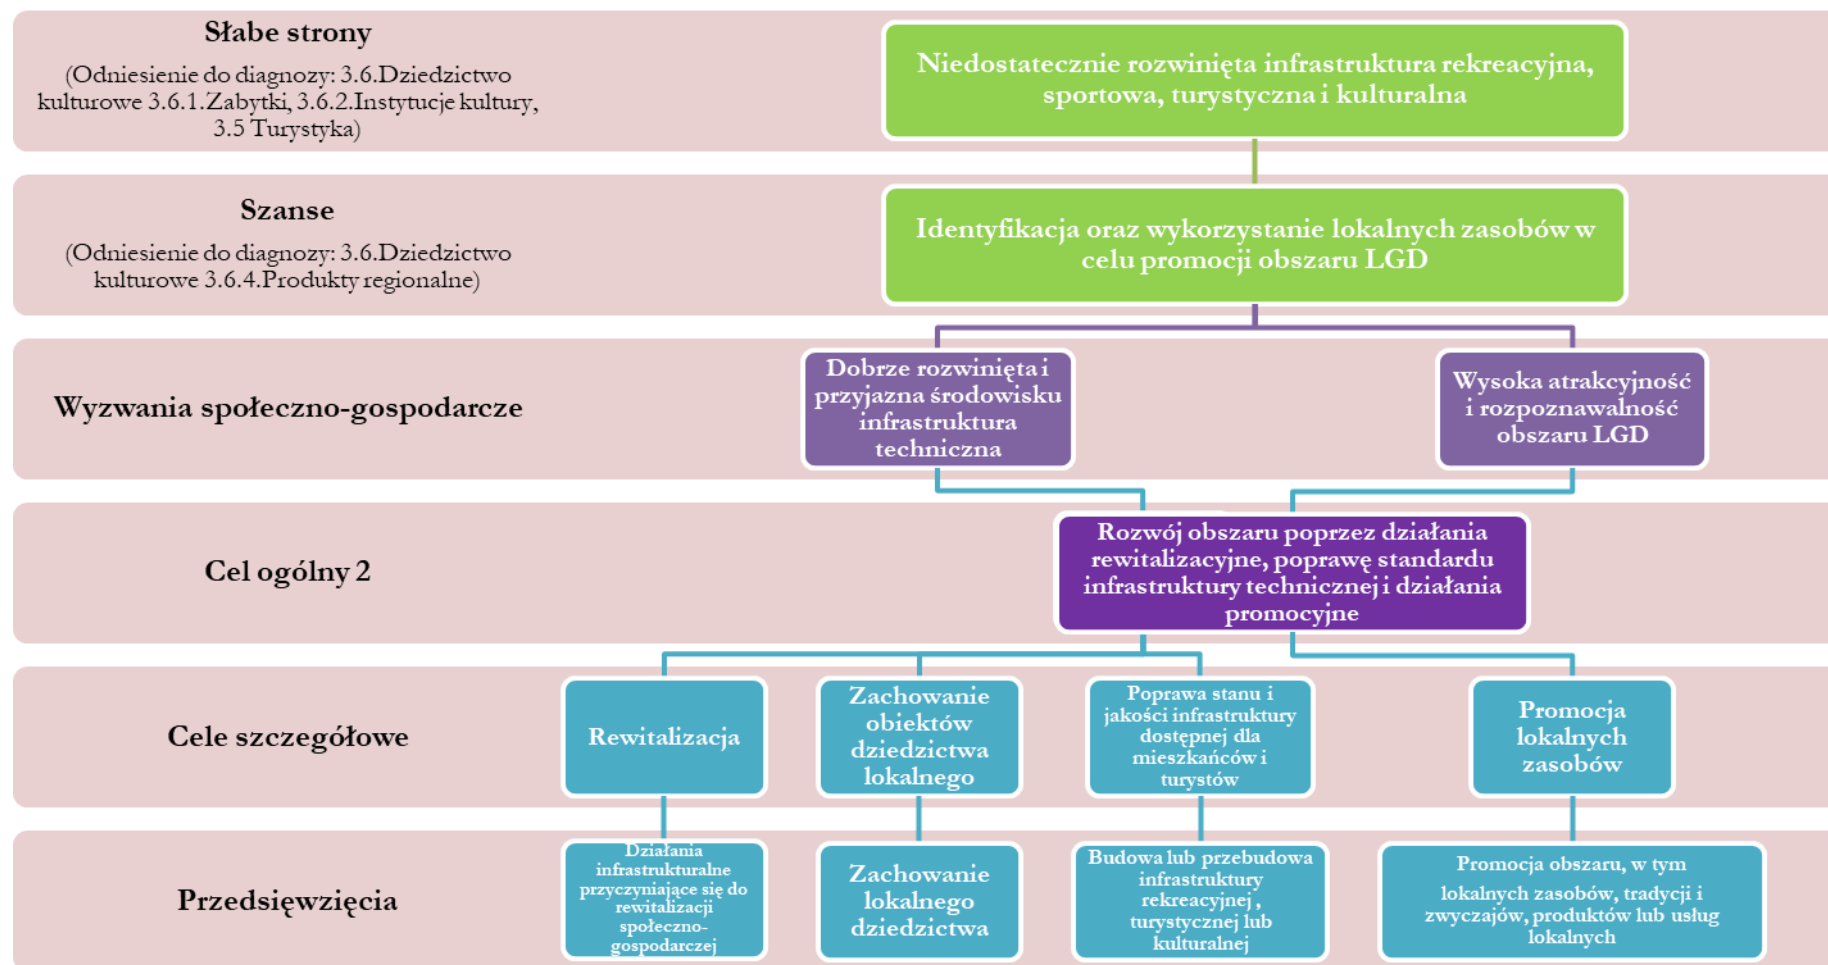 Słabe strony
(Odniesienie do diagnozy: 3.6.Dziedzictwo
kulturowe 3.6.1.Zabytki, 3.6.2.Instytucje kultury,
3.5 Turystyka)
Niedostatecznie rozwinięta infrastruktura rekreacyjna,
sportowa, turystyczna i kulturalna
Szanse
(Odniesienie do diagnozy: 3.6.Dziedzictwo
kulturowe 3.6.4.Produkty regionalne)
Identyfikacja oraz wykorzystanie lokalnych zasobów w
celu promocji obszaru LGD
Wyzwania społeczno-gospodarcze
Dobrze rozwinięta i
przyjazna środowisku
infrastruktura
techniczna
Wysoka atrakcyjność
i rozpoznawalność
obszaru LGD
Cel ogólny 2
Rozwój obszaru poprzez działania
rewitalizacyjne, poprawę standardu
infrastruktury technicznej i działania
promocyjne
Cele szczegółowe
Rewitalizacja
Zachowanie
obiektów
dziedzictwa
lokalnego
Poprawa stanu i
jakości infrastruktury
dostępnej dla
mieszkańców i
turystów
Promocja
lokalnych
zasobów
Przedsięwzięcia
Działania
infrastrukturalne
przyczyniające się do
rewitalizacji
społeczno-
gospodarczej
Zachowanie
lokalnego
dziedzictwa
Budowa lub przebudowa
infrastruktury
rekreacyjnej ,
turystycznej lub
kulturalnej
Promocja obszaru, w tym
lokalnych zasobów, tradycji i
zwyczajów, produktów lub usług
lokalnych